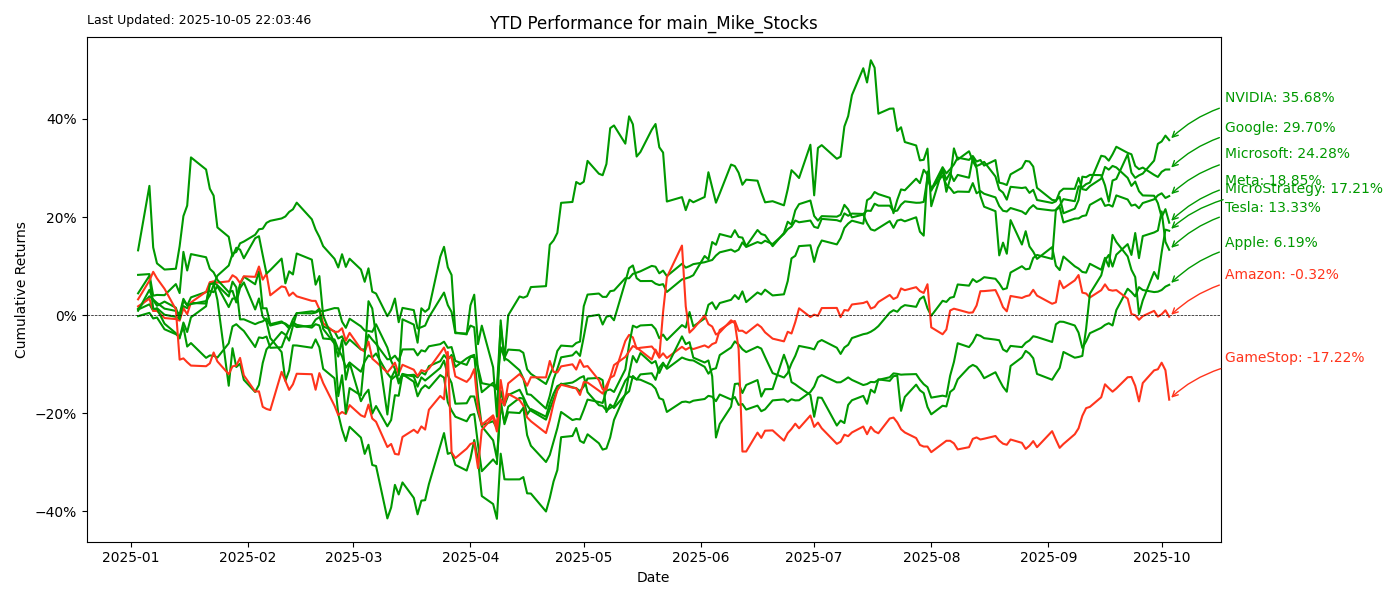 Last Updated: 2025-10-05 22:03:46
YTD Performance for main_Mike_Stocks
Cumulative Returns
40%
20%
0%
−20%
−40%
NVIDIA: 35.68%
Google: 29.70%
Microsoft: 24.28%
Meta: 18.85%
MicroStrategy: 17.21%
Tesla: 13.33%
Apple: 6.19%
Amazon: -0.32%
GameStop: -17.22%
2025-01 2025-02 2025-03 2025-04 2025-05 2025-06 2025-07 2025-08 2025-09 2025-10
Date